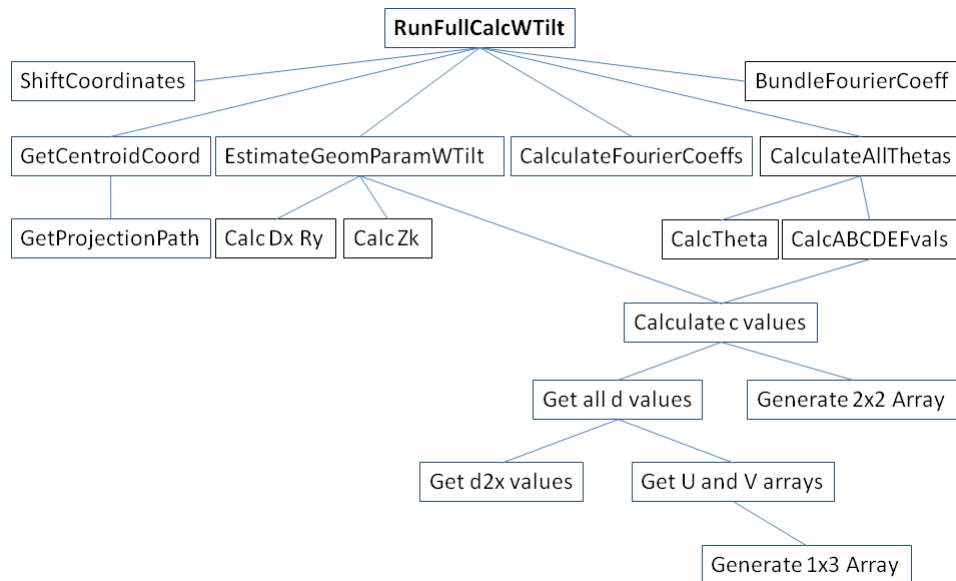 RunFullCalcWTilt
ShiftCoordinates
BundleFourierCoeff
GetCentroidCoord
EstimateGeomParamWTilt
CalculateFourierCoeffs
CalculateAllThetas
GetProjectionPath
Calc Dx Ry
Calc Zk
CalcTheta
CalcABCDEFvals
Calculate c values
Get all d values
Generate 2x2 Array
Get d2x values
Get U and V arrays
Generate 1x3 Array